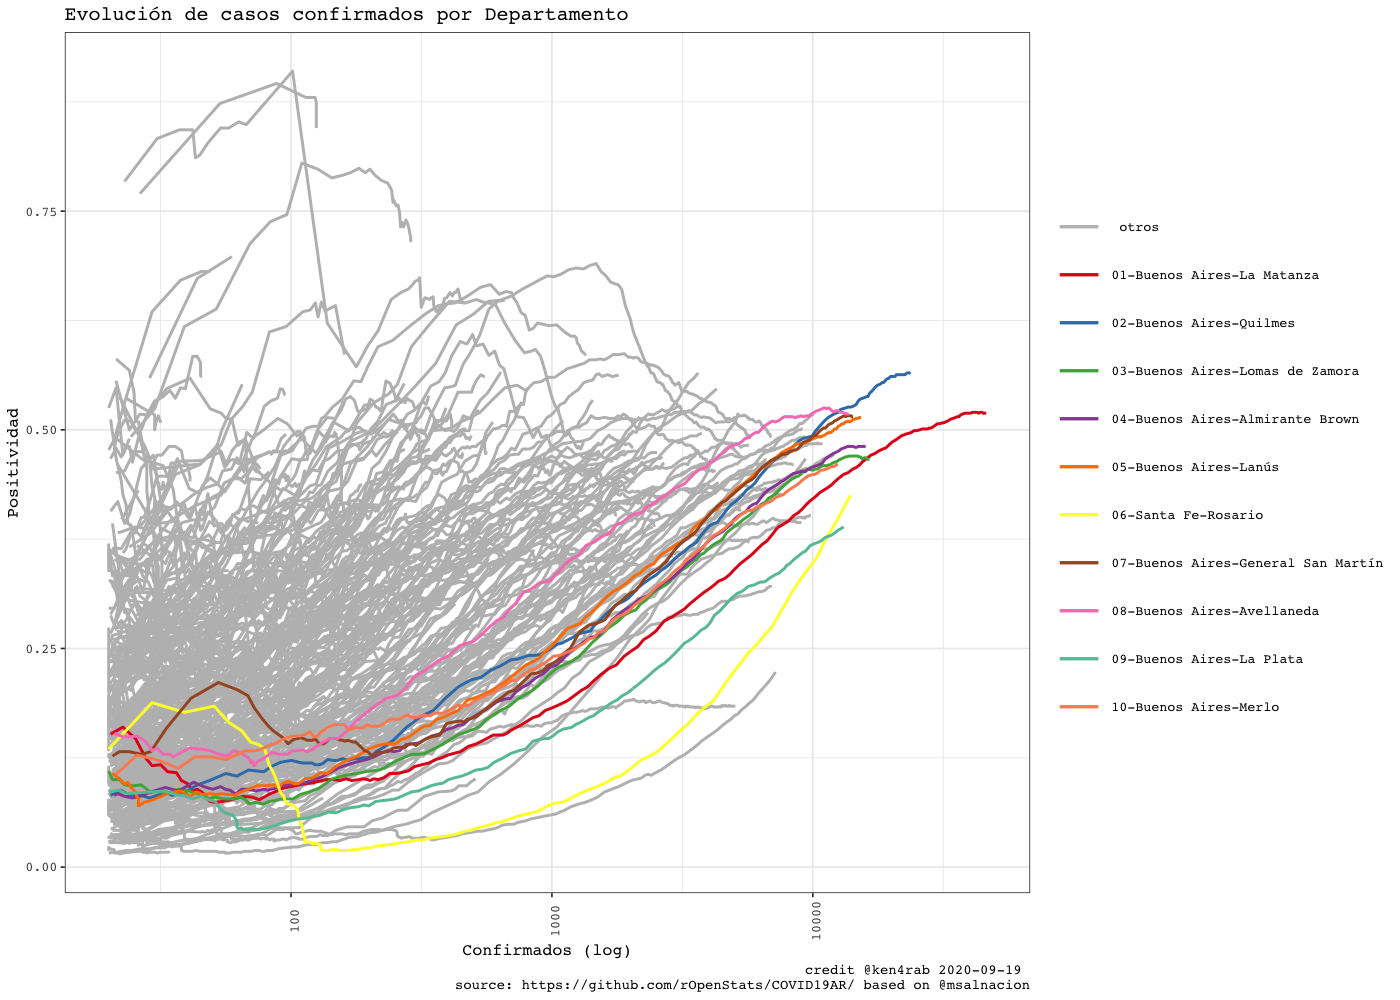 Evolución de casos confirmados por Departamento
Positividad
0.75
0.50
0.25
0.00
100
1000
10000
Confirmados (log)
otros
01-Buenos Aires-La Matanza
02-Buenos Aires-Quilmes
03-Buenos Aires-Lomas de Zamora
04-Buenos Aires-Almirante Brown
05-Buenos Aires-Lanús
06-Santa Fe-Rosario
07-Buenos Aires-General San Martín
08-Buenos Aires-Avellaneda
09-Buenos Aires-La Plata
10-Buenos Aires-Merlo
credit @ken4rab 2020-09-19
source: https://github.com/rOpenStats/COVID19AR/ based on @msalnacion